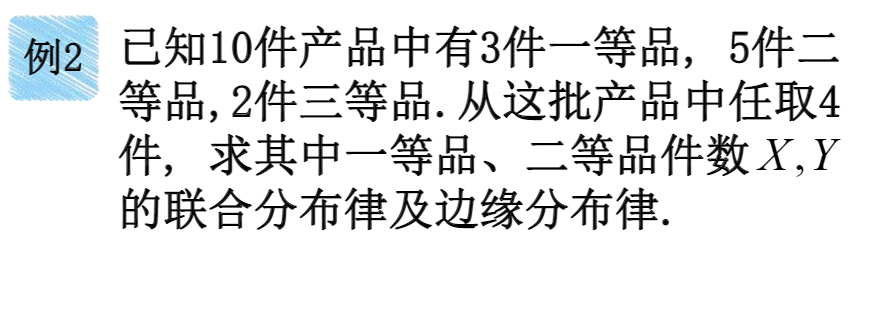 例2
已知10件产品中有3件一等品, 5件二
等品,2件三等品.从这批产品中任取4
件, 求其中一等品、二等品件数X,Y
的联合分布律及边缘分布律.